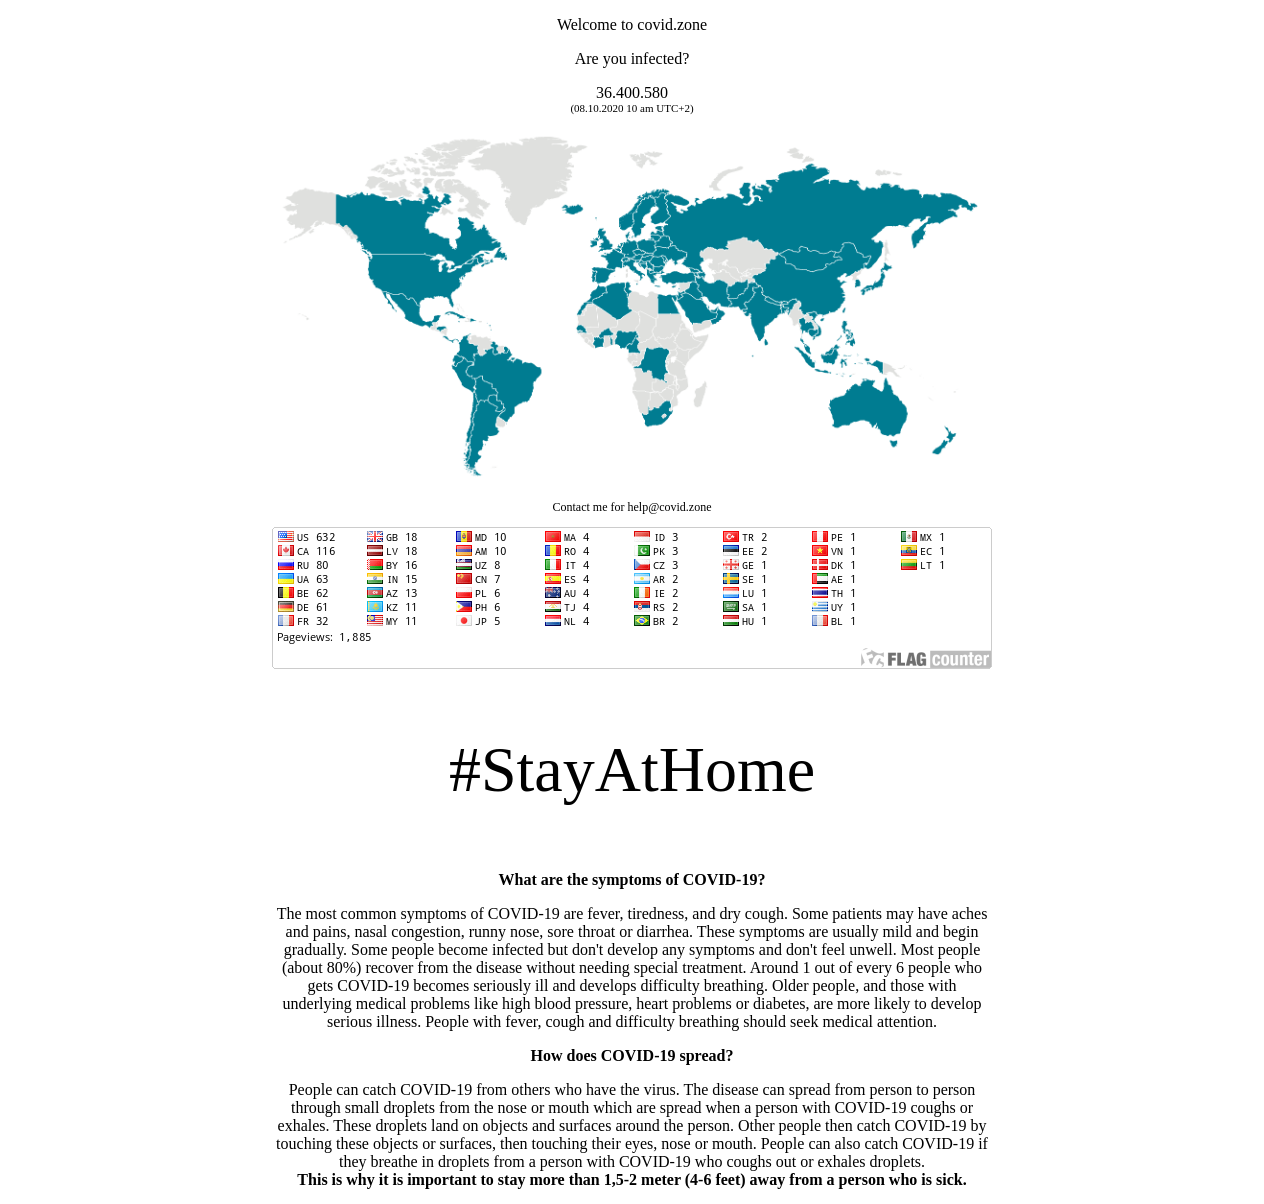 Welcome to covid.zone
Are you infected?
36.400.580
(08.10.2020 10 am UTC+2)
Contact me for help@covid.zone
US 632 GB 18 MD 10 MA 4 ID 3 TR 2 PE 1 MX 1
CA 116 LV 18 AM 10 RO 4 PK 3 EE 2 VN 1 EC 1
RU 80 BY 16 UZ 8 IT 4 CZ 3 GE 1 DK 1 LT 1
UA 63 IN 15 CN 7 ES 4 AR 2 SE 1 AE 1
BE 62 AZ 13 PL 6 AU 4 IE 2 LU 1 TH 1
DE 61 KZ 11 PH 6 TJ 4 RS 2 SA 1 UY 1
FR 32 MY 11 JP 5 NL 4 BR 2 HU 1 BL 1
Pageviews: 1,885
FLAG counter
#StayAtHome
What are the symptoms of COVID-19?
The most common symptoms of COVID-19 are fever, tiredness, and dry cough. Some patients may have aches
and pains, nasal congestion, runny nose, sore throat or diarrhea. These symptoms are usually mild and begin
gradually. Some people become infected but don't develop any symptoms and don't feel unwell. Most people
(about 80%) recover from the disease without needing special treatment. Around 1 out of every 6 people who
gets COVID-19 becomes seriously ill and develops difficulty breathing. Older people, and those with
underlying medical problems like high blood pressure, heart problems or diabetes, are more likely to develop
serious illness. People with fever, cough and difficulty breathing should seek medical attention.
How does COVID-19 spread?
People can catch COVID-19 from others who have the virus. The disease can spread from person to person
through small droplets from the nose or mouth which are spread when a person with COVID-19 coughs or
exhales. These droplets land on objects and surfaces around the person. Other people then catch COVID-19 by
touching these objects or surfaces, then touching their eyes, nose or mouth. People can also catch COVID-19 if
they breathe in droplets from a person with COVID-19 who coughs out or exhales droplets.
This is why it is important to stay more than 1,5-2 meter (4-6 feet) away from a person who is sick.